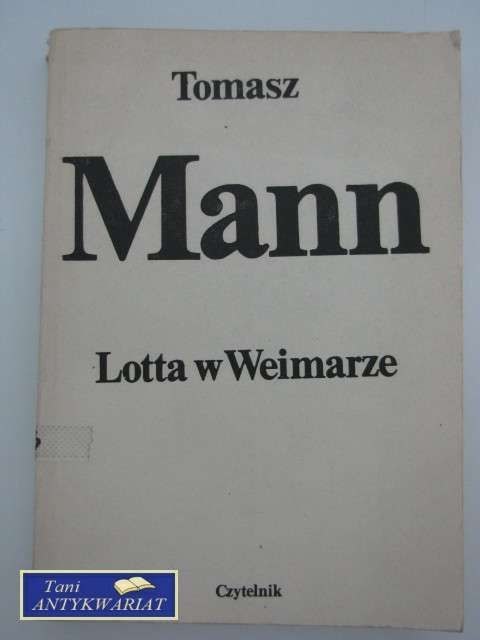 Tomasz
Mann
Lotta w Weimarze
Czytelnik
Tani
ANTYKWARIAT